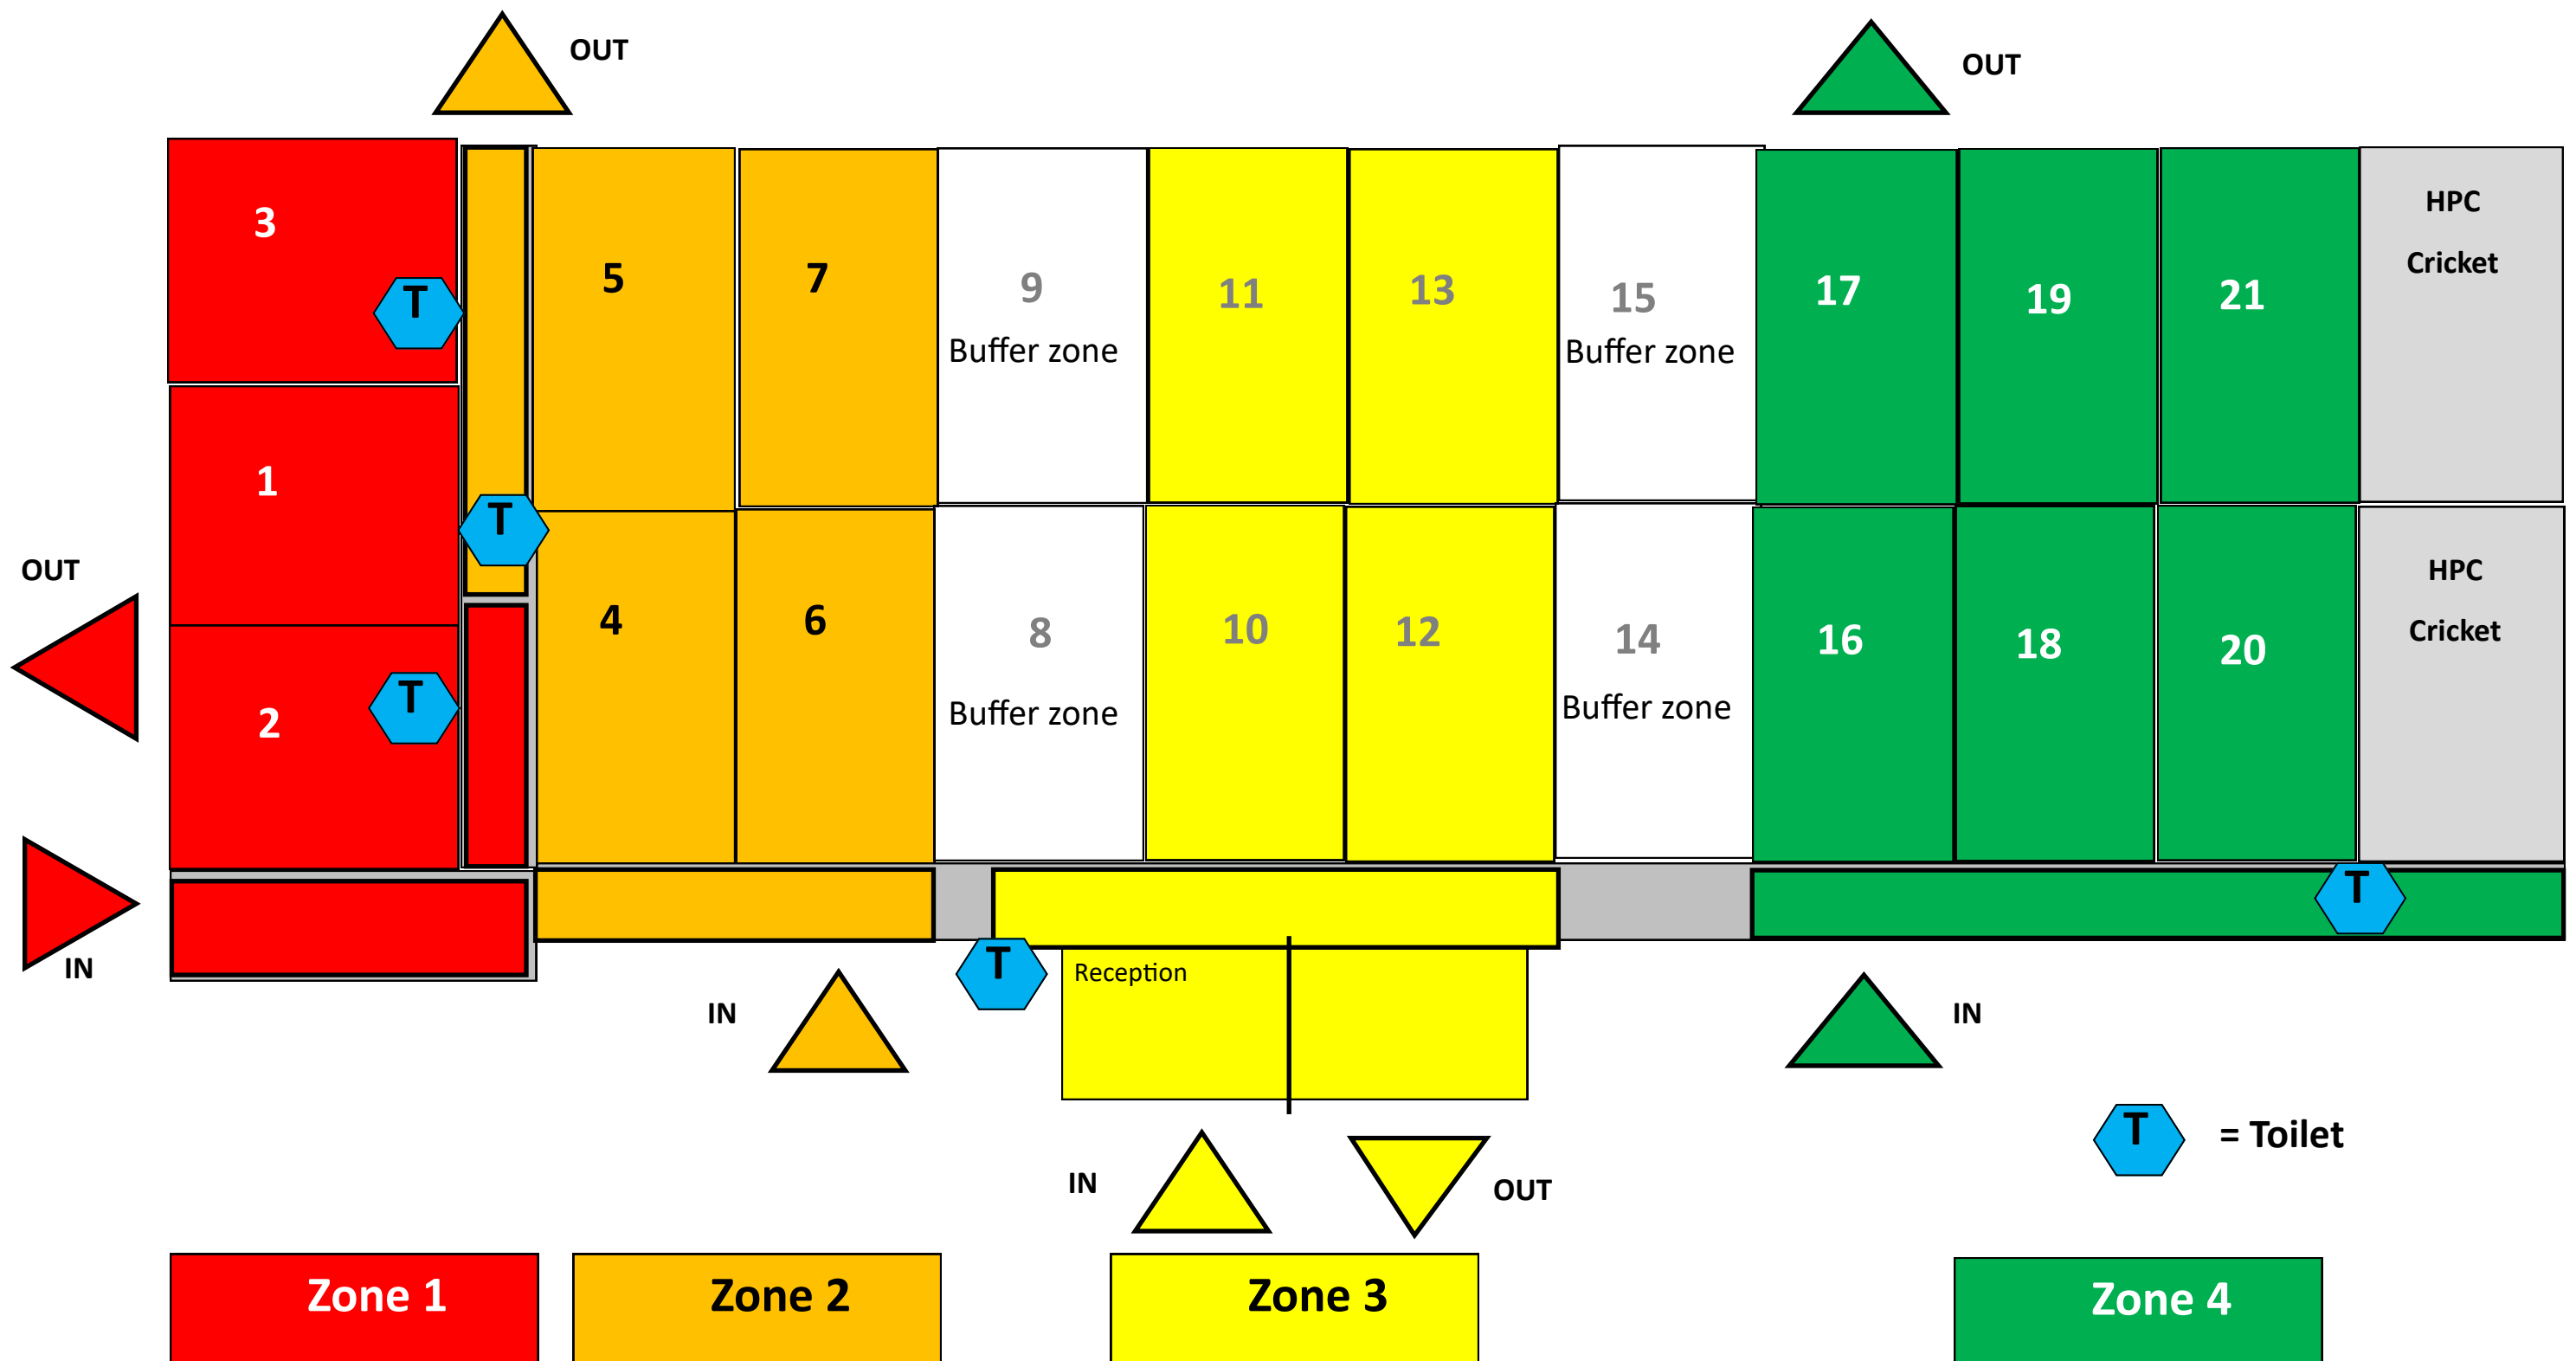 OUT
OUT
3
T
5
7
9
Buffer zone
11
13
15
Buffer zone
17
19
21
HPC
Cricket
1
T
OUT
4
6
8
Buffer zone
10
12
14
Buffer zone
16
18
20
HPC
Cricket
2
T
IN
T
T
Reception
IN
IN
T
= Toilet
IN
OUT
Zone 1
Zone 2
Zone 3
Zone 4